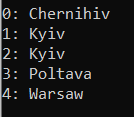 0: Chernihiv
1: Kyiv
2: Kyiv
3: Poltava
4: Warsaw